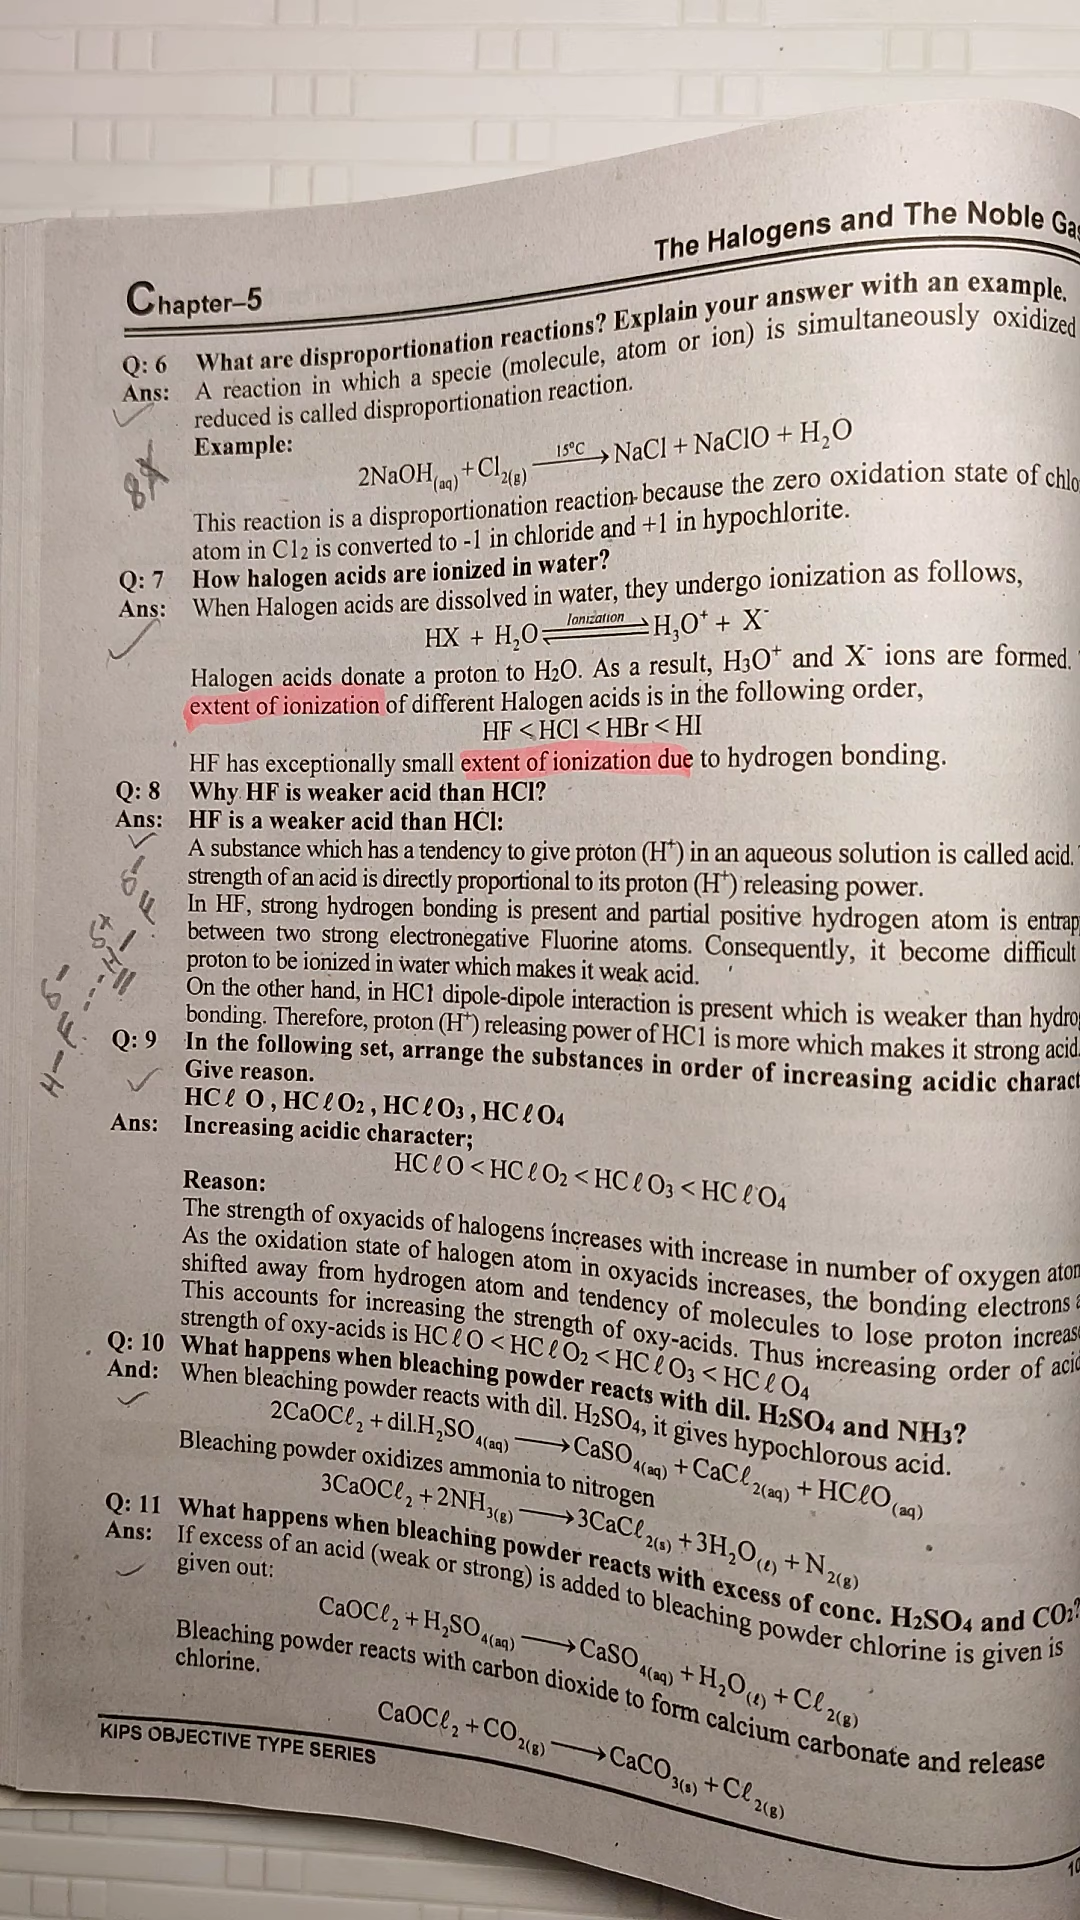 The Halogens and The Noble Gas
Chapter–5
Q: 6 What are disproportionation reactions? Explain your answer with an example.
Ans: A reaction in which a specie (molecule, atom or ion) is simultaneously oxidized
reduced is called disproportionation reaction.
Example:
2NaOH(aq) + Cl2(g) —15°C→ NaCl + NaClO + H2O
This reaction is a disproportionation reaction because the zero oxidation state of chlo
atom in Cl2 is converted to -1 in chloride and +1 in hypochlorite.
Q: 7 How halogen acids are ionized in water?
Ans: When Halogen acids are dissolved in water, they undergo ionization as follows,
HX + H2O ⇌Ionization H3O+ + X-
Halogen acids donate a proton to H2O. As a result, H3O+ and X- ions are formed.
extent of ionization of different Halogen acids is in the following order,
HF < HCl < HBr < HI
HF has exceptionally small extent of ionization due to hydrogen bonding.
Q: 8 Why HF is weaker acid than HCl?
Ans: HF is a weaker acid than HCl:
A substance which has a tendency to give proton (H+) in an aqueous solution is called acid.
strength of an acid is directly proportional to its proton (H+) releasing power.
In HF, strong hydrogen bonding is present and partial positive hydrogen atom is entrap
between two strong electronegative Fluorine atoms. Consequently, it become difficult
proton to be ionized in water which makes it weak acid.
On the other hand, in HCl dipole-dipole interaction is present which is weaker than hydro
bonding. Therefore, proton (H+) releasing power of HCl is more which makes it strong acid.
Q: 9 In the following set, arrange the substances in order of increasing acidic charact
Give reason.
HCℓO , HCℓO2 , HCℓO3 , HCℓO4
Ans: Increasing acidic character;
HCℓO < HCℓO2 < HCℓO3 < HCℓO4
Reason:
The strength of oxyacids of halogens increases with increase in number of oxygen atom
As the oxidation state of halogen atom in oxyacids increases, the bonding electrons a
shifted away from hydrogen atom and tendency of molecules to lose proton increas
This accounts for increasing the strength of oxy-acids. Thus increasing order of acid
strength of oxy-acids is HCℓO < HCℓO2 < HCℓO3 < HCℓO4
Q: 10 What happens when bleaching powder reacts with dil. H2SO4 and NH3?
And: When bleaching powder reacts with dil. H2SO4, it gives hypochlorous acid.
2CaOCℓ2 + dil.H2SO4(aq) → CaSO4(aq) + CaCℓ2(aq) + HCℓO(aq)
Bleaching powder oxidizes ammonia to nitrogen
3CaOCℓ2 + 2NH3(g) → 3CaCℓ2(s) + 3H2O(ℓ) + N2(g)
Q: 11 What happens when bleaching powder reacts with excess of conc. H2SO4 and CO2?
Ans: If excess of an acid (weak or strong) is added to bleaching powder chlorine is given is
given out:
CaOCℓ2 + H2SO4(aq) → CaSO4(aq) + H2O(ℓ) + Cℓ2(g)
Bleaching powder reacts with carbon dioxide to form calcium carbonate and release
chlorine.
CaOCℓ2 + CO2(g) → CaCO3(s) + Cℓ2(g)
KIPS OBJECTIVE TYPE SERIES